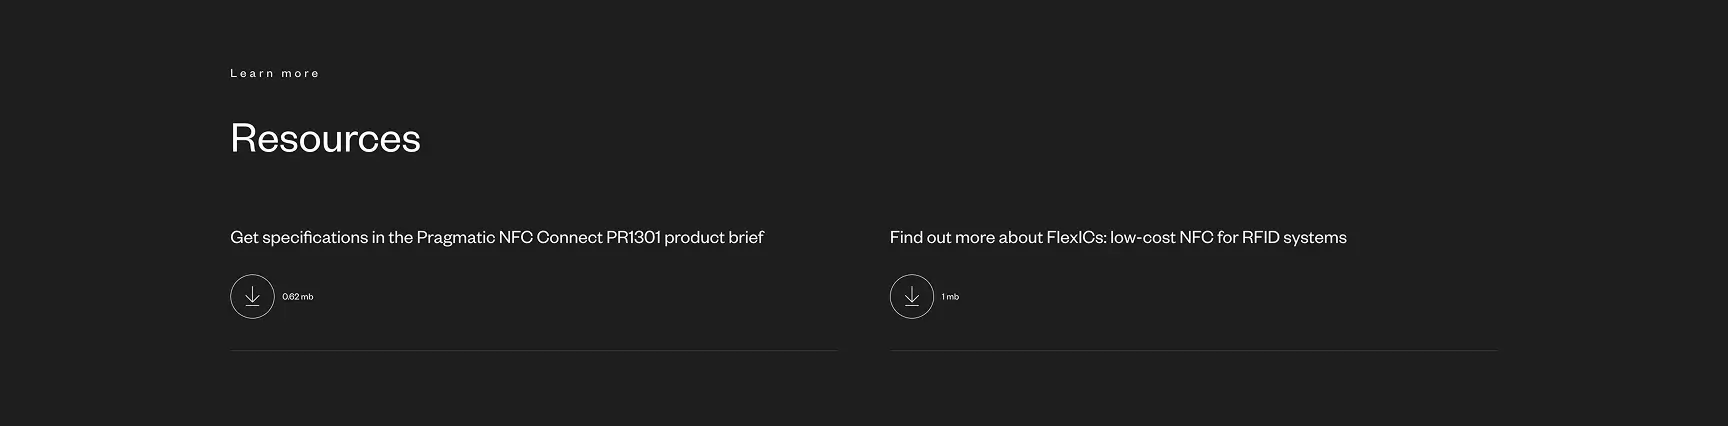 Learn more
Resources
Get specifications in the Pragmatic NFC Connect PR1301 product brief
0.62 mb
Find out more about FlexICs: low-cost NFC for RFID systems
1 mb